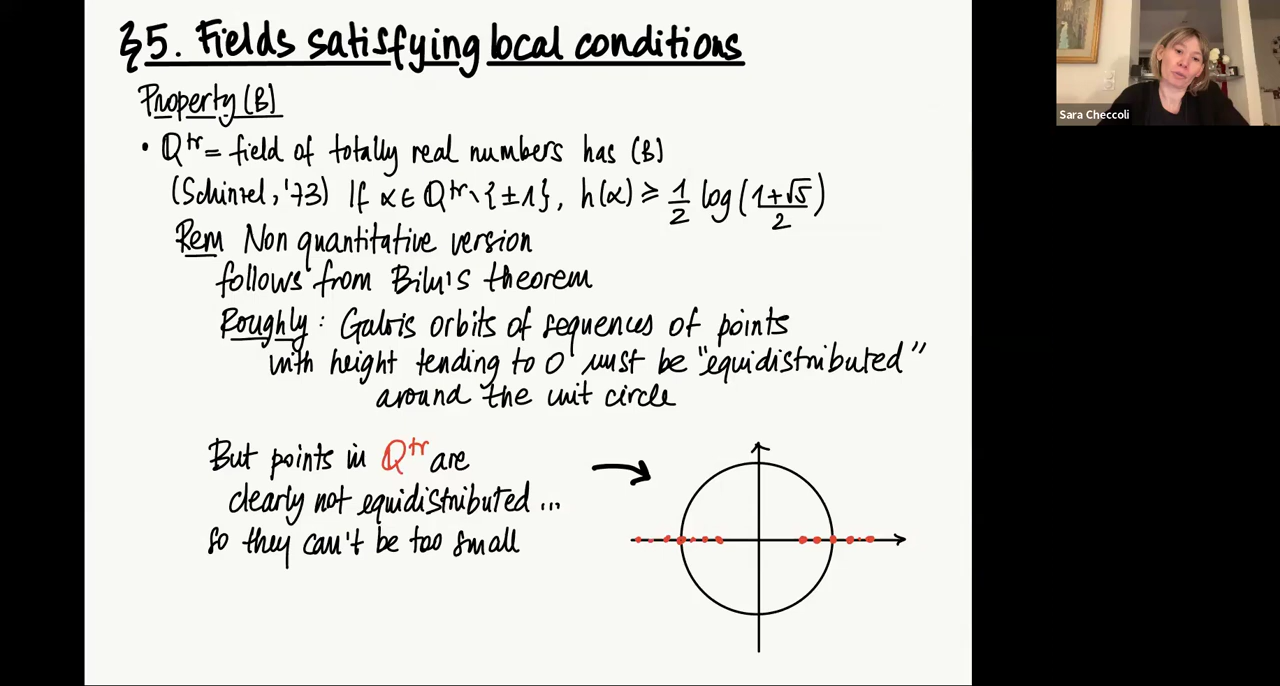 §5. Fields satisfying local conditions
Property (B)
• Q^tr = field of totally real numbers has (B)
(Schinzel, '73) If α ∈ Q^tr \ {±1}, h(α) ≥ 1/2 log(1+√5/2)
Rem Non quantitative version
follows from Bilu's theorem
Roughly: Galois orbits of sequences of points
with height tending to 0 must be "equidistributed"
around the unit circle
But points in Q^tr are
clearly not equidistributed...
so they can't be too small
Sara Checcoli